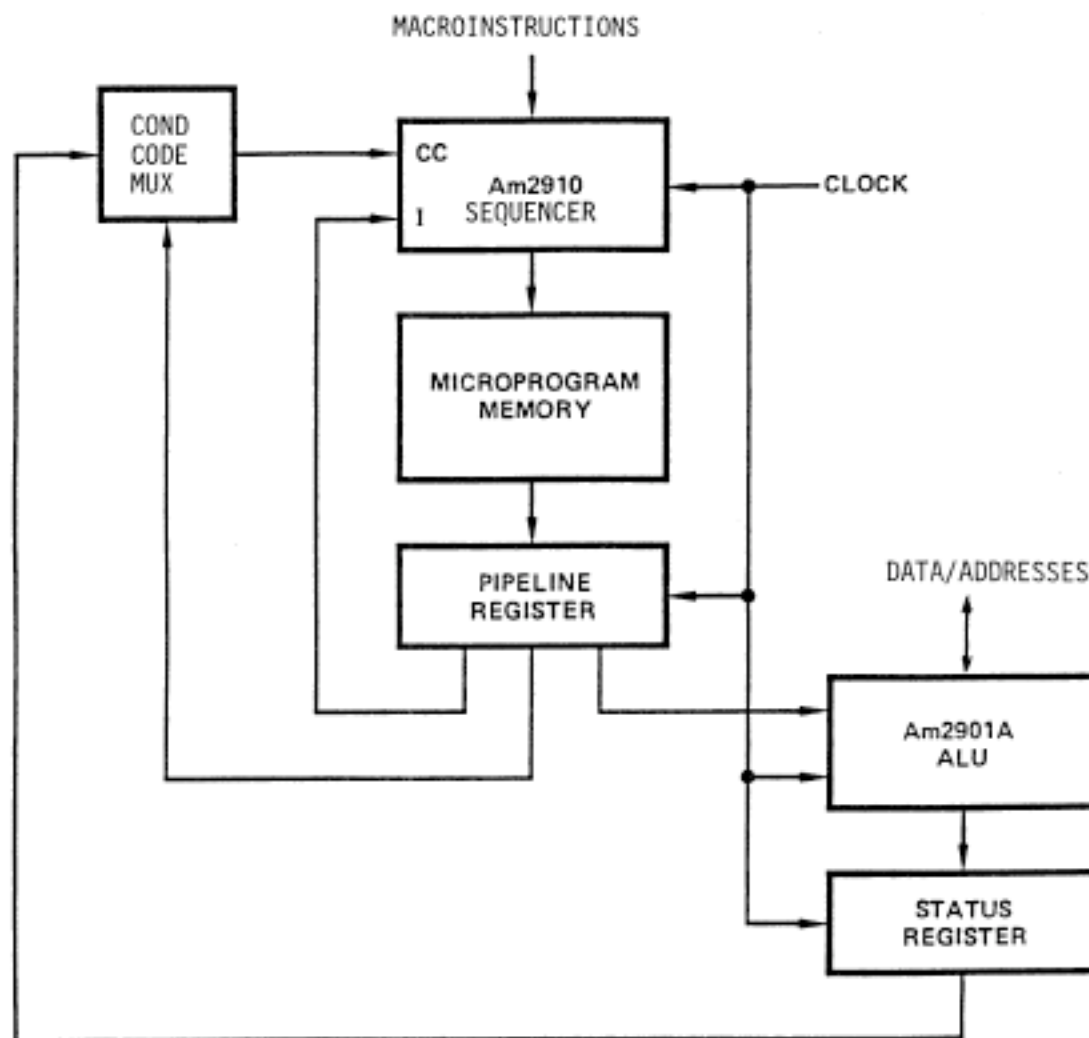 MACROINSTRUCTIONS
COND
CODE
MUX
CC
Am2910
SEQUENCER
I
CLOCK
MICROPROGRAM
MEMORY
PIPELINE
REGISTER
DATA/ADDRESSES
Am2901A
ALU
STATUS
REGISTER